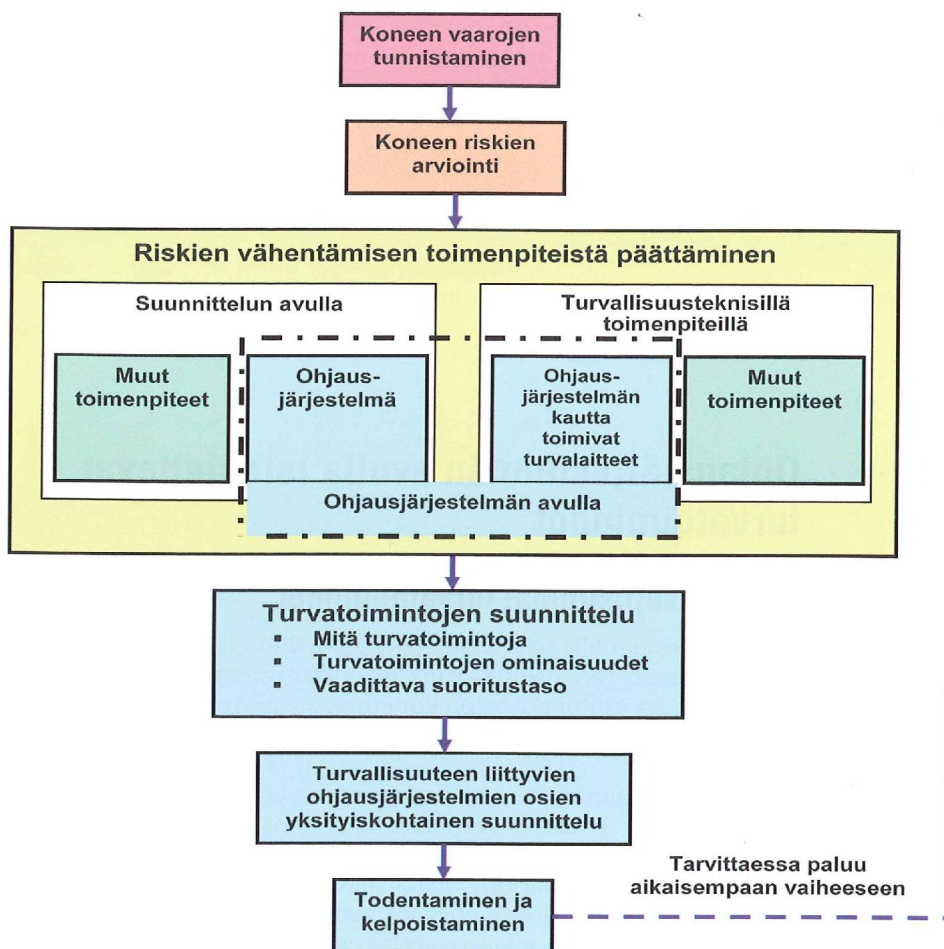 Koneen vaarojen
tunnistaminen
Koneen riskien
arviointi
Riskien vähentämisen toimenpiteistä päättäminen
Suunnittelun avulla
Muut
toimenpiteet
Ohjaus-
järjestelmä
Turvallisuusteknisillä
toimenpiteillä
Ohjaus-
järjestelmän
kautta
toimivat
turvalaitteet
Muut
toimenpiteet
Ohjausjärjestelmän avulla
Turvatoimintojen suunnittelu
▪ Mitä turvatoimintoja
▪ Turvatoimintojen ominaisuudet
▪ Vaadittava suoritustaso
Turvallisuuteen liittyvien
ohjausjärjestelmien osien
yksityiskohtainen suunnittelu
Todentaminen ja
kelpoistaminen
Tarvittaessa paluu
aikaisempaan vaiheeseen